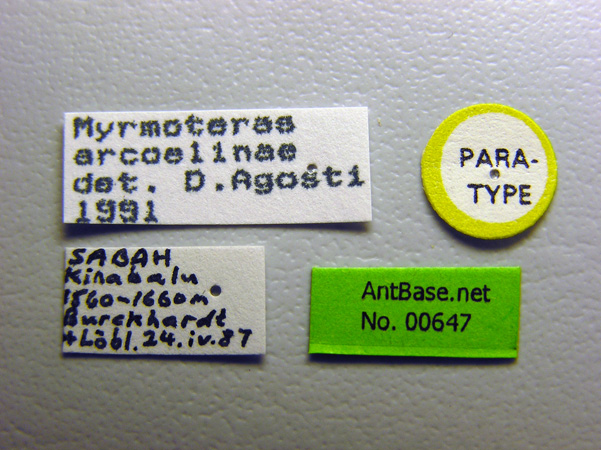 Myrmoteras
arcoelinae
det. D.Agosti
1991
PARA-
TYPE
SABAH
Kinabalu
1560-1660m
Burckhardt
+Löbl.24.iv.87
AntBase.net
No. 00647